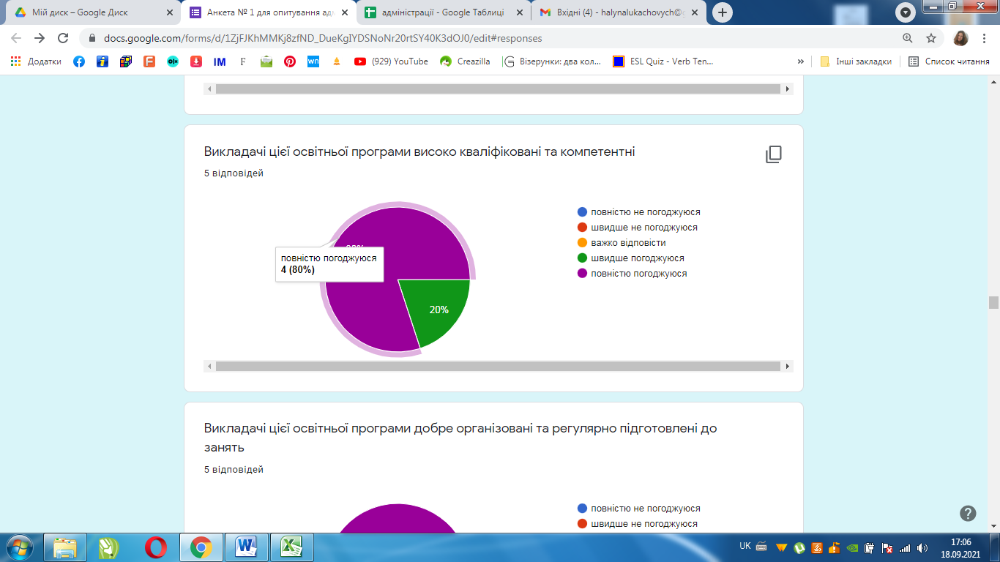 Мій диск – Google Диск
Анкета № 1 для опитування адм
адміністрації - Google Таблиці
Вхідні (4) - halynalukachovych@g
docs.google.com/forms/d/1ZjFJKhMMKj8zfND_DueKgIYDSNoNr20rtSY40K3dOJ0/edit#responses
Додатки
IM
F
wn
(929) YouTube
Creazilla
Візерунки: два кол...
ESL Quiz - Verb Ten...
»
Інші закладки
Список читання
Викладачі цієї освітньої програми високо кваліфіковані та компетентні
5 відповідей
повністю погоджуюся
4 (80%)
20%
повністю не погоджуюся
швидше не погоджуюся
важко відповісти
швидше погоджуюся
повністю погоджуюся
Викладачі цієї освітньої програми добре організовані та регулярно підготовлені до
занять
5 відповідей
повністю не погоджуюся
швидше не погоджуюся
UK
17:06
18.09.2021